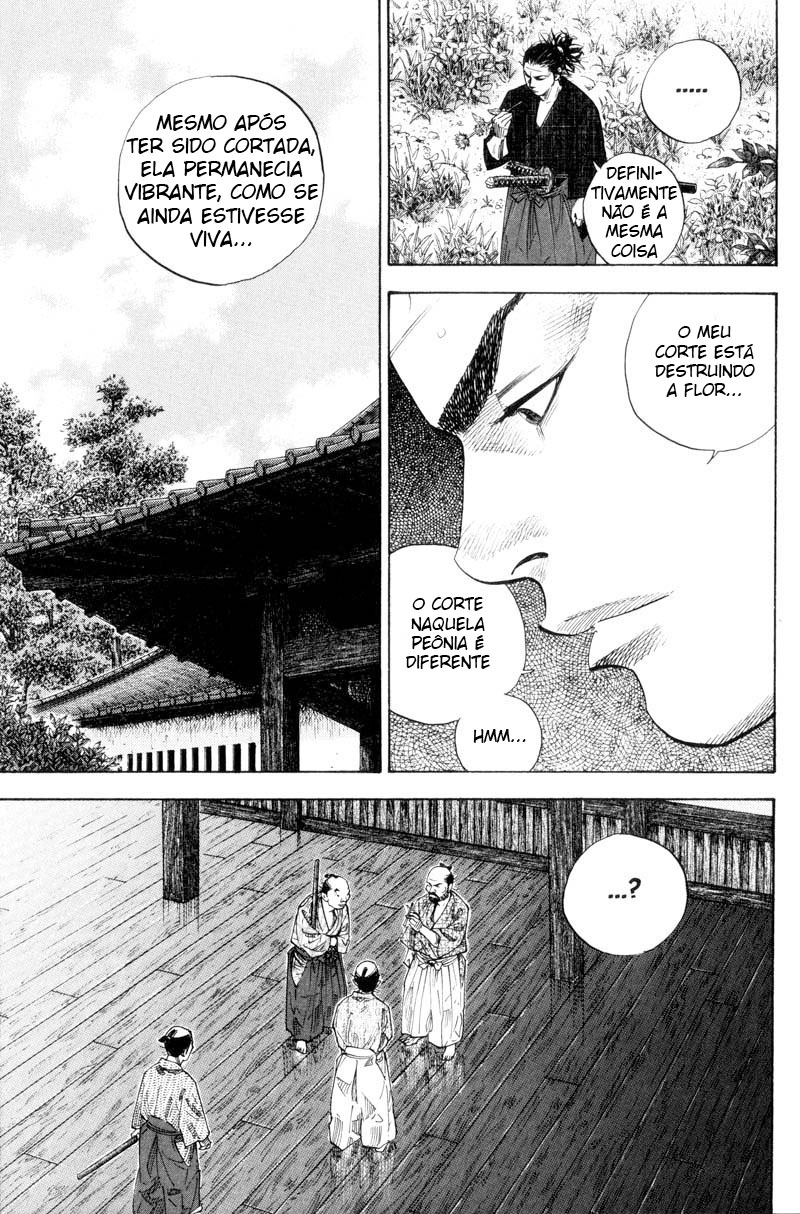 .....
DEFINI-
TIVAMENTE
NÃO É A
MESMA
COISA
O MEU
CORTE ESTÁ
DESTRUINDO
A FLOR...
O CORTE
NAQUELA
PEÔNIA É
DIFERENTE
HMM...
MESMO APÓS
TER SIDO CORTADA,
ELA PERMANECIA
VIBRANTE, COMO SE
AINDA ESTIVESSE
VIVA...
...?